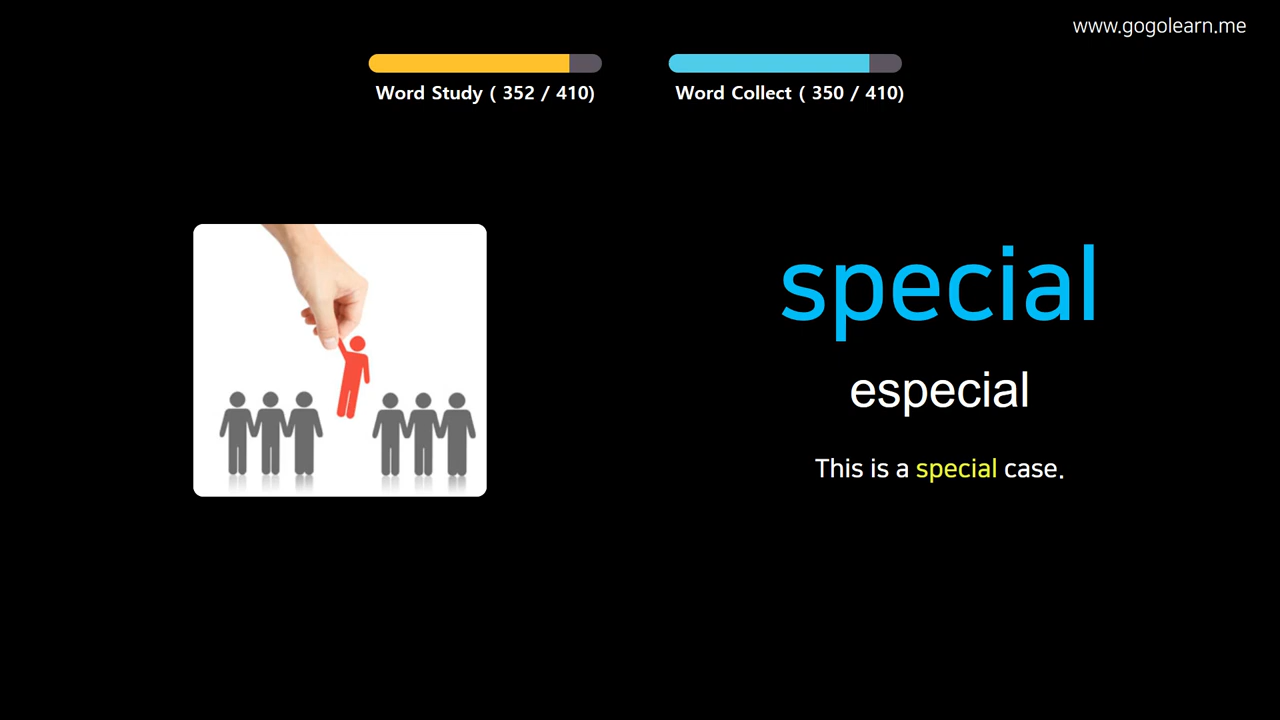 www.gogolearn.me
Word Study ( 352 / 410)
Word Collect ( 350 / 410)
special
especial
This is a special case.